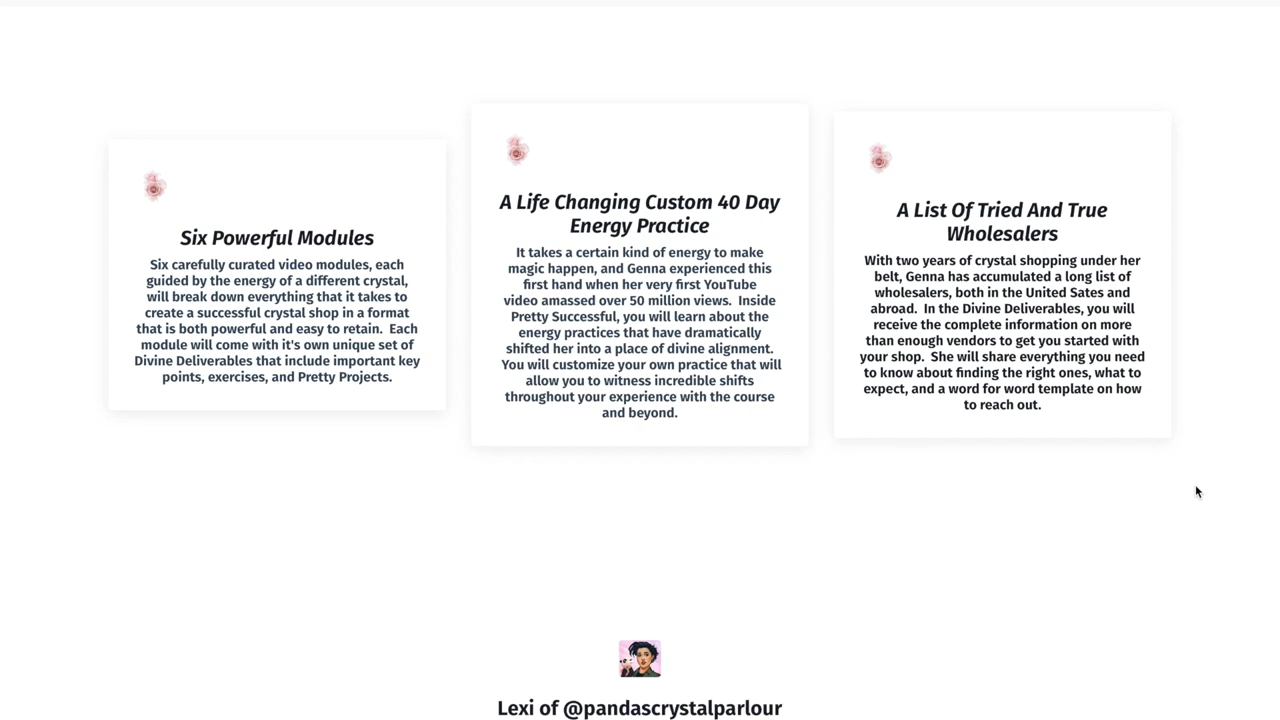 Six Powerful Modules
Six carefully curated video modules, each
guided by the energy of a different crystal,
will break down everything that it takes to
create a successful crystal shop in a format
that is both powerful and easy to retain.  Each
module will come with it's own unique set of
Divine Deliverables that include important key
points, exercises, and Pretty Projects.
A Life Changing Custom 40 Day
Energy Practice
It takes a certain kind of energy to make
magic happen, and Genna experienced this
first hand when her very first YouTube
video amassed over 50 million views.  Inside
Pretty Successful, you will learn about the
energy practices that have dramatically
shifted her into a place of divine alignment.
You will customize your own practice that will
allow you to witness incredible shifts
throughout your experience with the course
and beyond.
A List Of Tried And True
Wholesalers
With two years of crystal shopping under her
belt, Genna has accumulated a long list of
wholesalers, both in the United Sates and
abroad.  In the Divine Deliverables, you will
receive the complete information on more
than enough vendors to get you started with
your shop.  She will share everything you need
to know about finding the right ones, what to
expect, and a word for word template on how
to reach out.
Lexi of @pandascrystalparlour